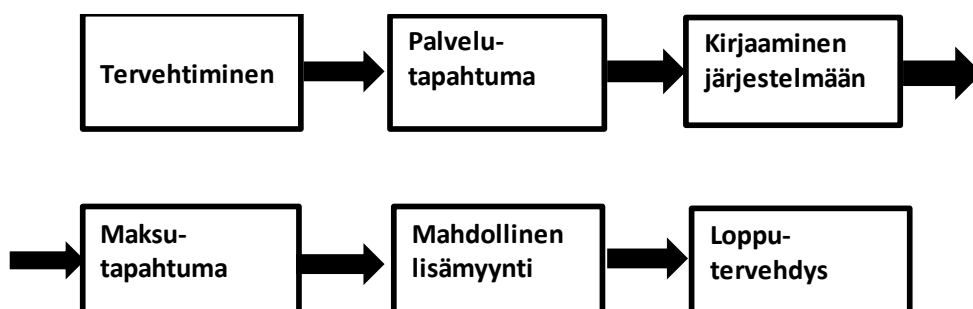 Tervehtiminen
Palvelu-
tapahtuma
Kirjaaminen
järjestelmään
Maksu-
tapahtuma
Mahdollinen
lisämyynti
Loppu-
tervehdys